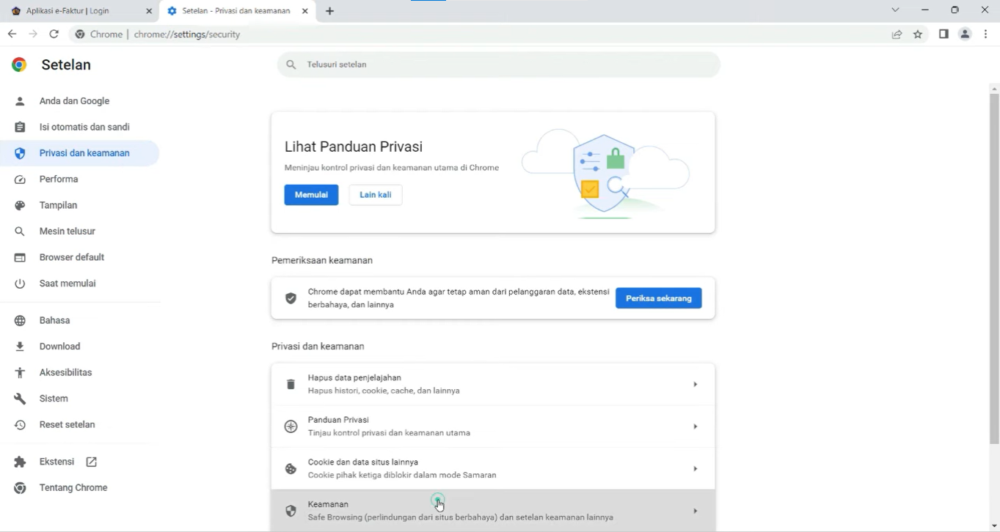 Aplikasi e-Faktur | Login
Setelan - Privasi dan keamanan
Chrome | chrome://settings/security
Setelan
Telusuri setelan
Anda dan Google
Isi otomatis dan sandi
Privasi dan keamanan
Performa
Tampilan
Mesin telusur
Browser default
Saat memulai
Bahasa
Download
Aksesibilitas
Sistem
Reset setelan
Ekstensi
Tentang Chrome
Lihat Panduan Privasi
Meninjau kontrol privasi dan keamanan utama di Chrome
Memulai
Lain kali
Pemeriksaan keamanan
Chrome dapat membantu Anda agar tetap aman dari pelanggaran data, ekstensi
berbahaya, dan lainnya
Periksa sekarang
Privasi dan keamanan
Hapus data penjelajahan
Hapus histori, cookie, cache, dan lainnya
Panduan Privasi
Tinjau kontrol privasi dan keamanan utama
Cookie dan data situs lainnya
Cookie pihak ketiga diblokir dalam mode Samaran
Keamanan
Safe Browsing (perlindungan dari situs berbahaya) dan setelan keamanan lainnya